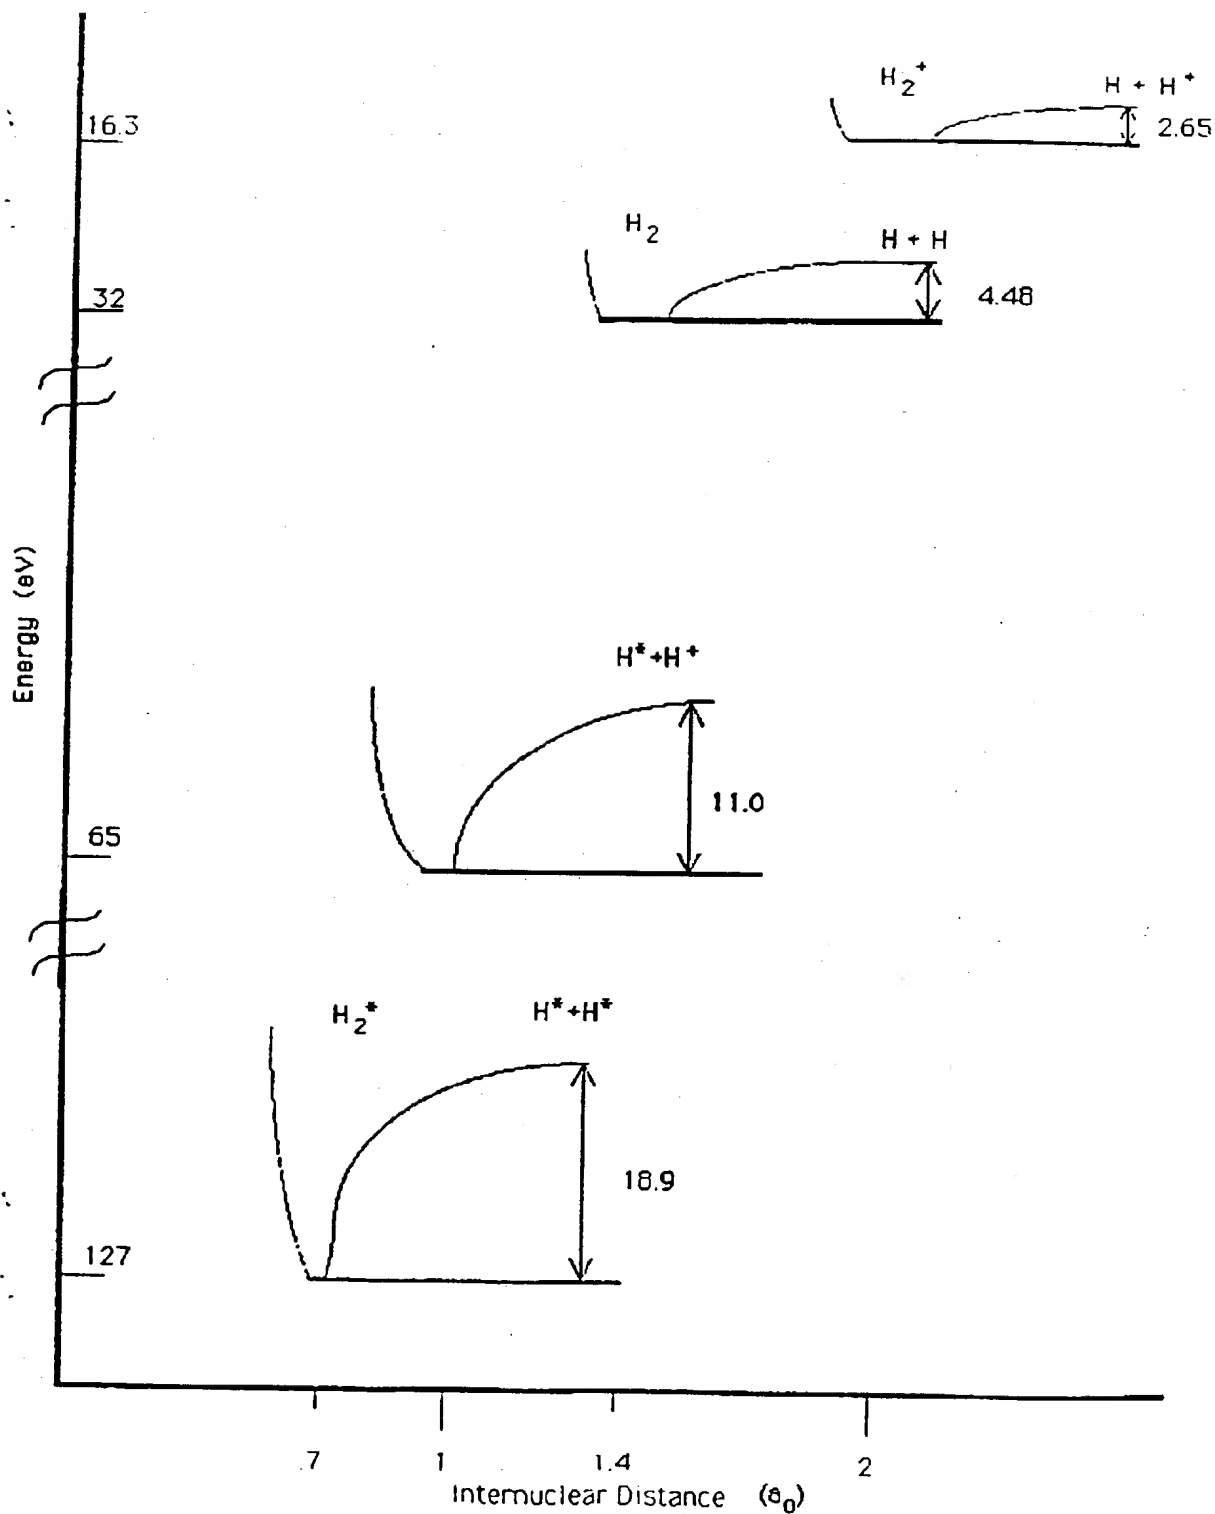 H2+
H + H+
16.3
2.65
H2
H + H
32
4.48
Energy (eV)
H*+H+
11.0
65
H2*
H*+H*
18.9
127
.7
1
1.4
2
Internuclear Distance (a0)